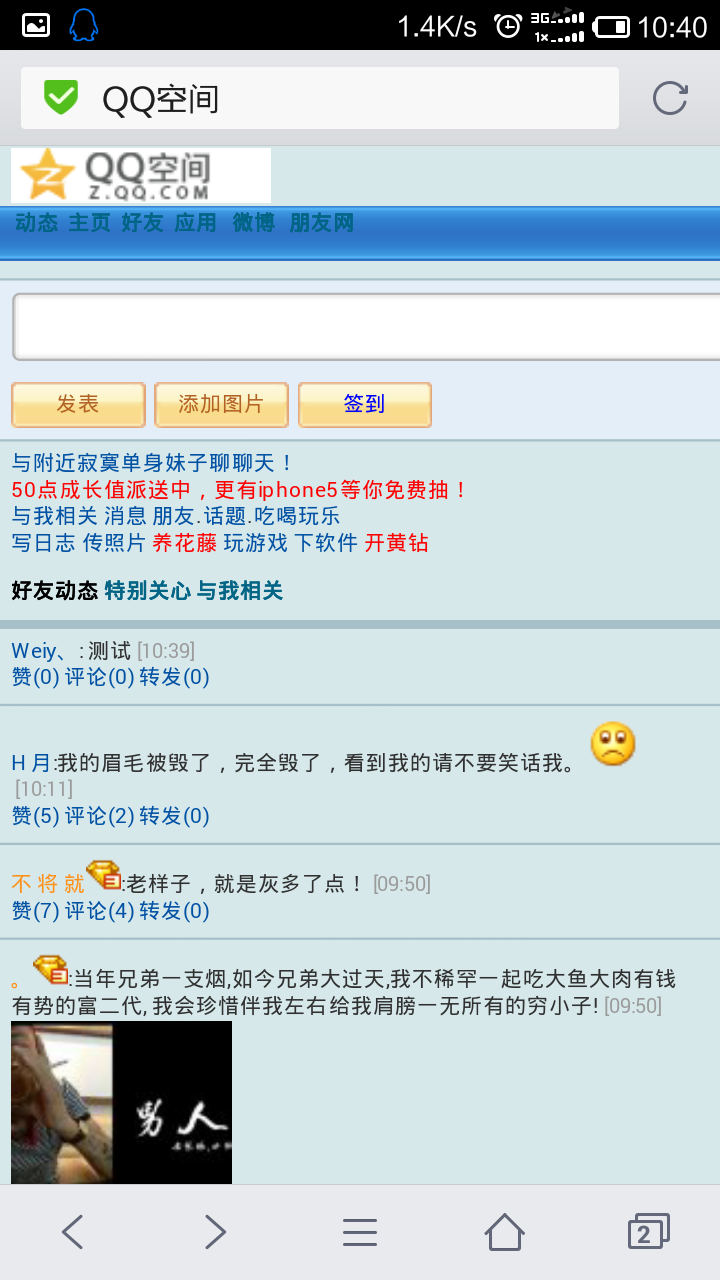 1.4K/s 3G 1× 10:40
QQ空间
QQ空间
Z.QQ.COM
动态 主页 好友 应用 微博 朋友网
发表 添加图片 签到
与附近寂寞单身妹子聊聊天！
50点成长值派送中，更有iphone5等你免费抽！
与我相关 消息 朋友.话题.吃喝玩乐
写日志 传照片 养花藤 玩游戏 下软件 开黄钻
好友动态 特别关心 与我相关
Weiy、: 测试 [10:39]
赞(0) 评论(0) 转发(0)
H 月:我的眉毛被毁了，完全毁了，看到我的请不要笑话我。
[10:11]
赞(5) 评论(2) 转发(0)
不 将 就:老样子，就是灰多了点！ [09:50]
赞(7) 评论(4) 转发(0)
。:当年兄弟一支烟,如今兄弟大过天,我不稀罕一起吃大鱼大肉有钱
有势的富二代, 我会珍惜伴我左右给我肩膀一无所有的穷小子! [09:50]
男人
2